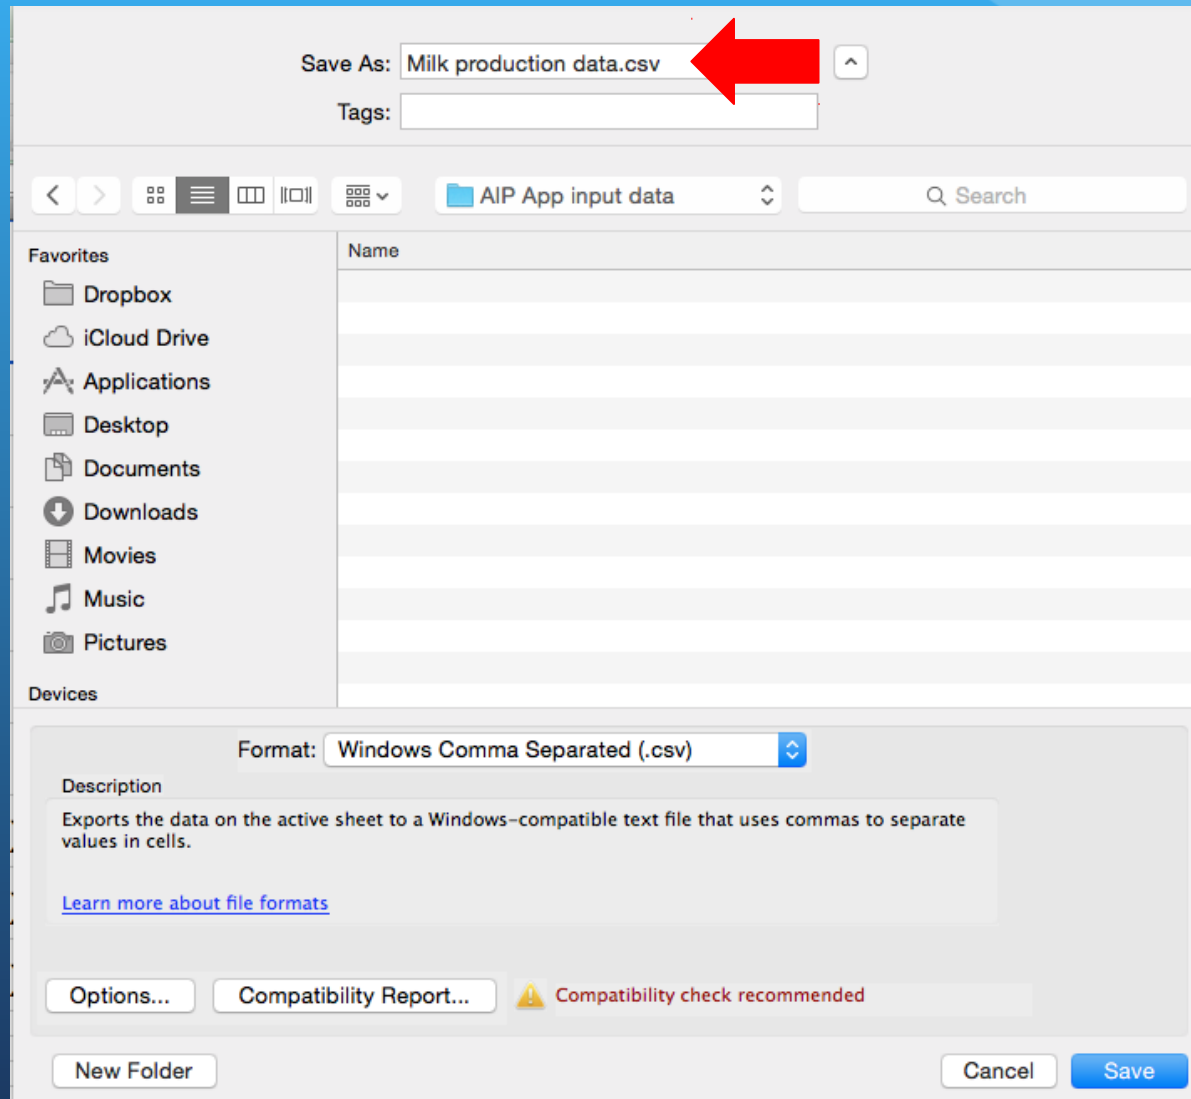 Save As: Milk production data.csv
Tags:
AIP App input data
Search
Favorites
Name
Dropbox
iCloud Drive
Applications
Desktop
Documents
Downloads
Movies
Music
Pictures
Devices
Format: Windows Comma Separated (.csv)
Description
Exports the data on the active sheet to a Windows-compatible text file that uses commas to separate
values in cells.
Learn more about file formats
Options... Compatibility Report... Compatibility check recommended
New Folder Cancel Save